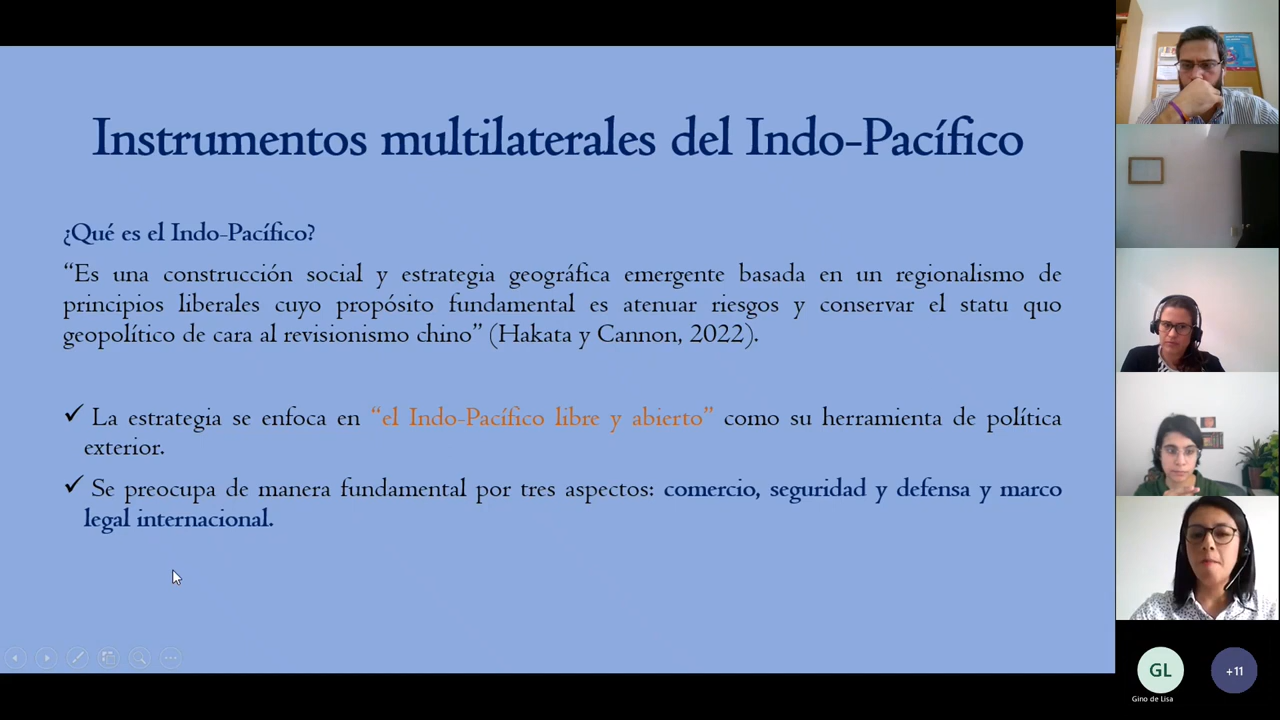 Instrumentos multilaterales del Indo-Pacífico
¿Qué es el Indo-Pacífico?
“Es una construcción social y estrategia geográfica emergente basada en un regionalismo de
principios liberales cuyo propósito fundamental es atenuar riesgos y conservar el statu quo
geopolítico de cara al revisionismo chino” (Hakata y Cannon, 2022).
✓ La estrategia se enfoca en “el Indo-Pacífico libre y abierto” como su herramienta de política
exterior.
✓ Se preocupa de manera fundamental por tres aspectos: comercio, seguridad y defensa y marco
legal internacional.
GL
Gino de Lisa
+11